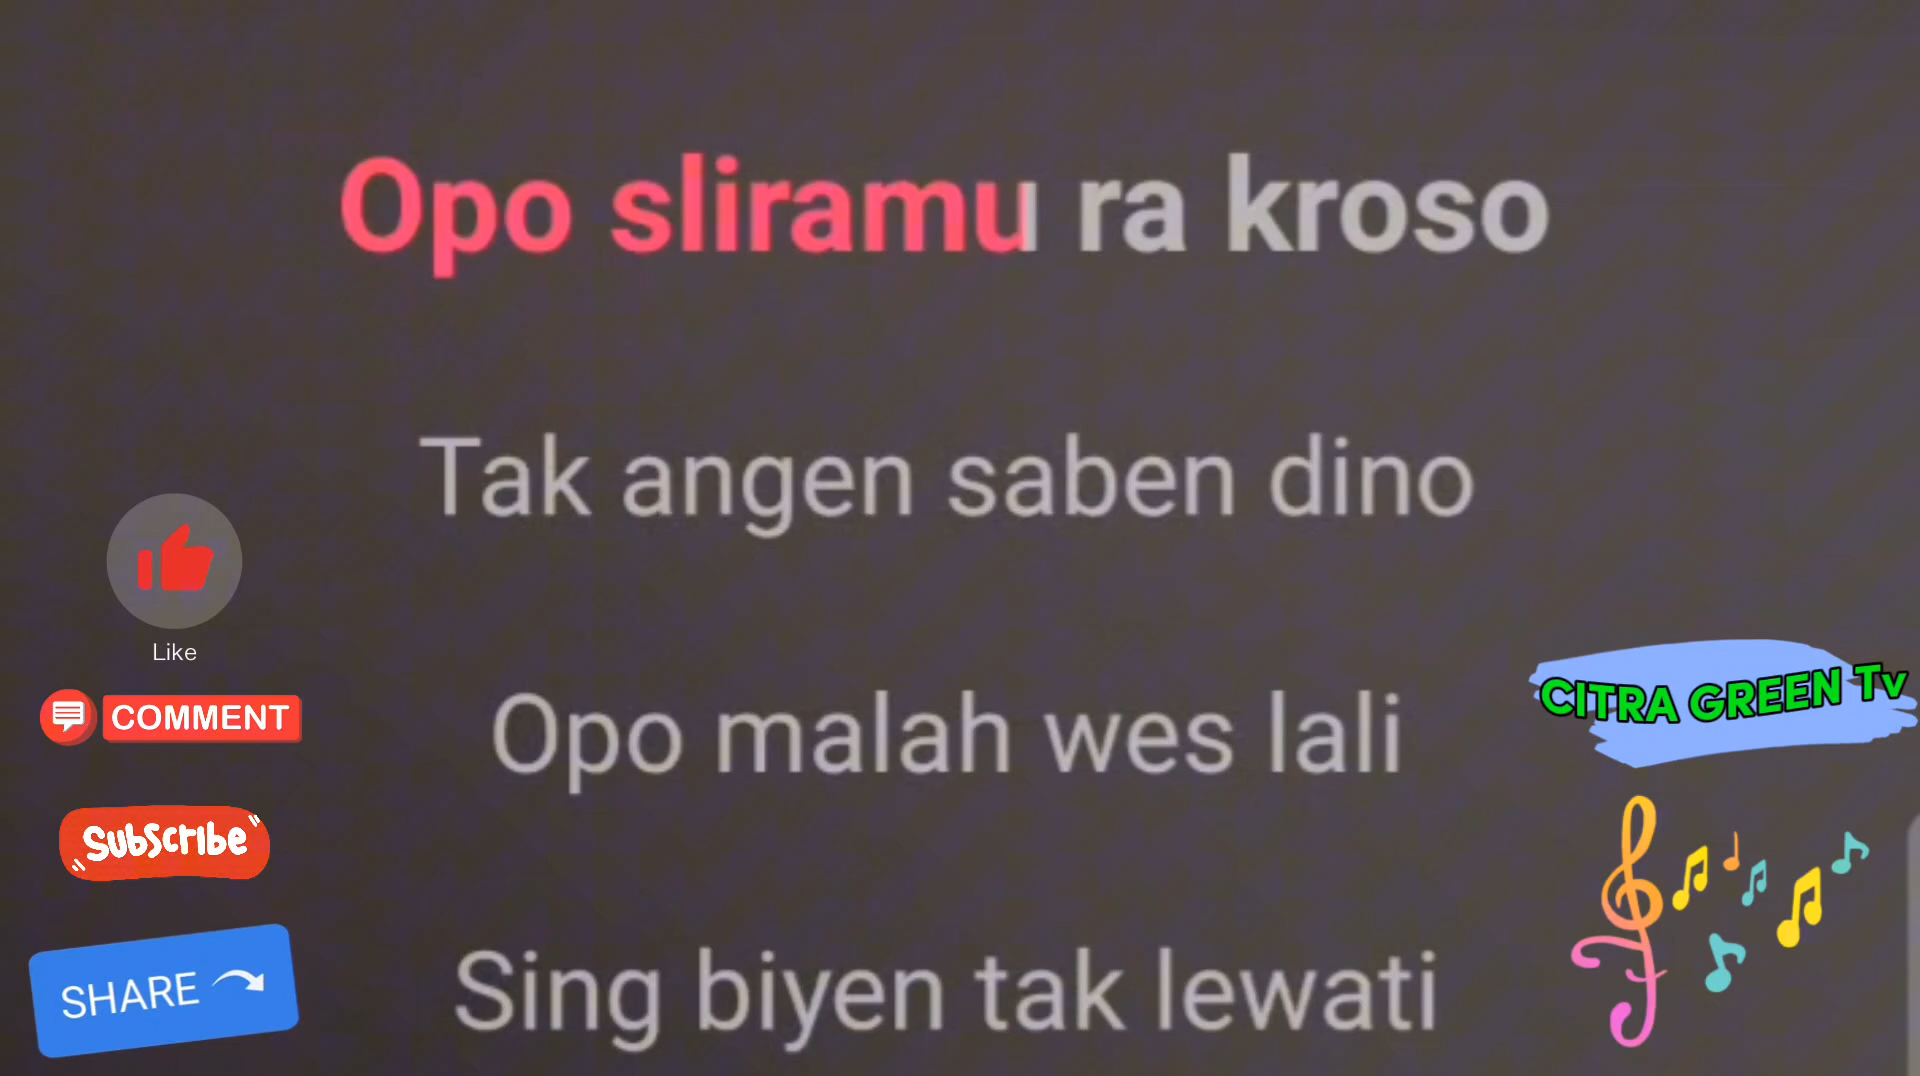 Opo sliramu ra kroso
Tak angen saben dino
Opo malah wes lali
Sing biyen tak lewati
Like
COMMENT
Subscribe
SHARE
CITRA GREEN Tv